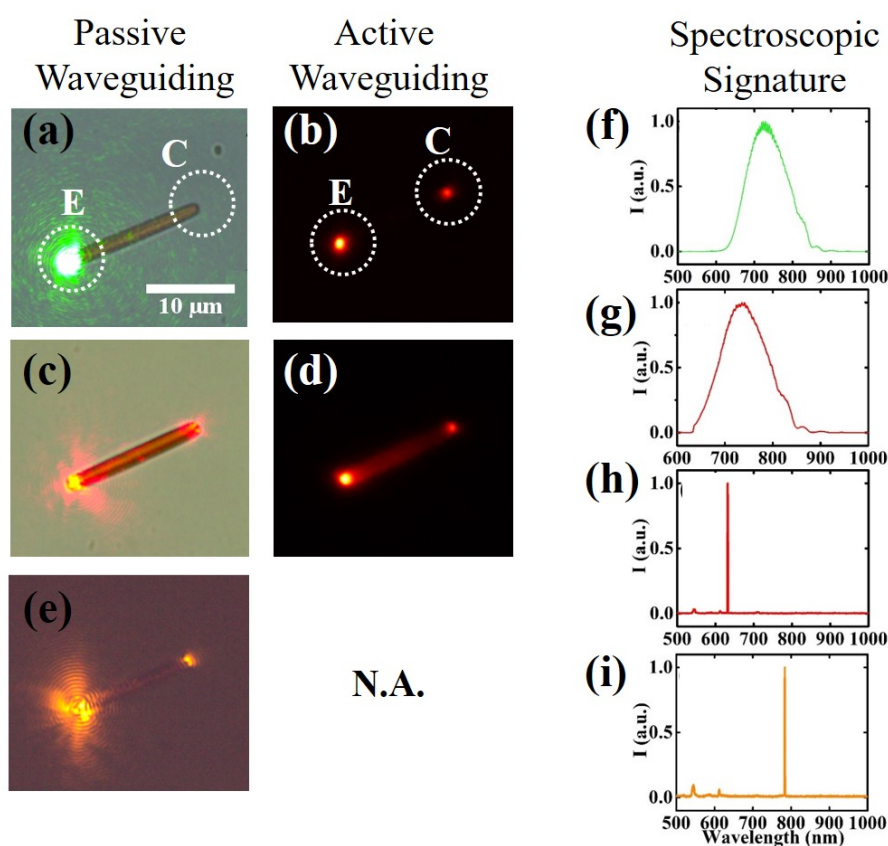 Passive
Waveguiding
Active
Waveguiding
Spectroscopic
Signature
(a)
C
E
10 μm
(b)
C
E
(c)
(d)
(e)
N.A.
(f)
I (a.u.)
1.0
0.5
0.0
500 600 700 800 900 1000
(g)
I (a.u.)
1.0
0.5
0.0
600 700 800 900 1000
(h)
I (a.u.)
1.0
0.5
0.0
500 600 700 800 900 1000
(i)
I (a.u.)
1.0
0.5
0.0
500 600 700 800 900 1000
Wavelength (nm)